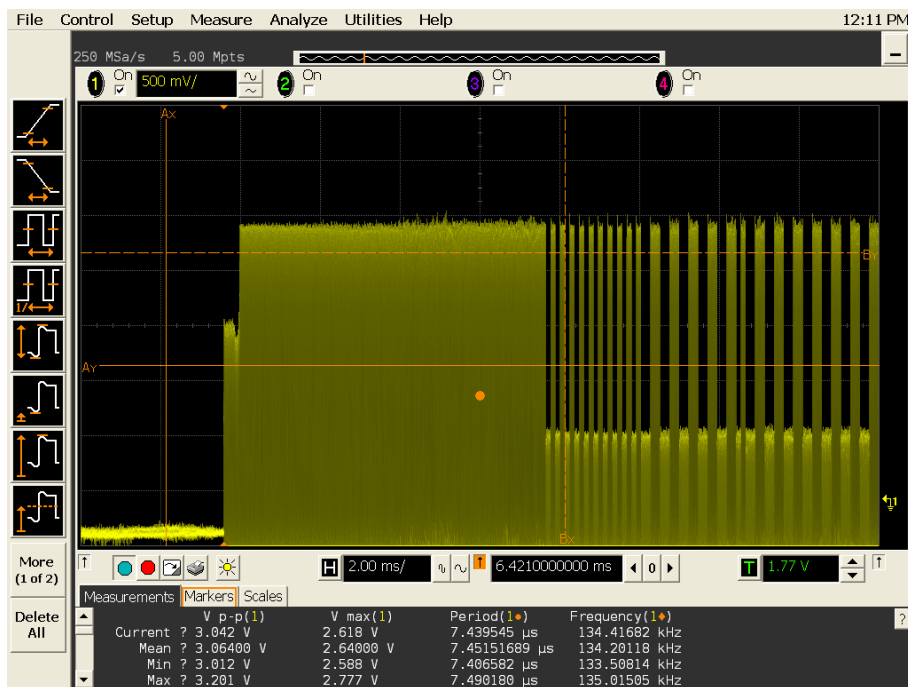 File Control Setup Measure Analyze Utilities Help 12:11 PM
250 MSa/s 5.00 Mpts
1 On 500 mV/ 2 On 3 On 4 On
Ax
By
Ay
1
Bx
1/
More
(1 of 2)
Delete
All
H 2.00 ms/ 6.4210000000 ms 0 T 1.77 V
Measurements Markers Scales
V p-p(1) V max(1) Period(1) Frequency(1)
Current ? 3.042 V 2.618 V 7.439545 µs 134.41682 kHz
Mean ? 3.06400 V 2.64000 V 7.45151689 µs 134.20118 kHz
Min ? 3.012 V 2.588 V 7.406582 µs 133.50814 kHz
Max ? 3.201 V 2.777 V 7.490180 µs 135.01505 kHz
?